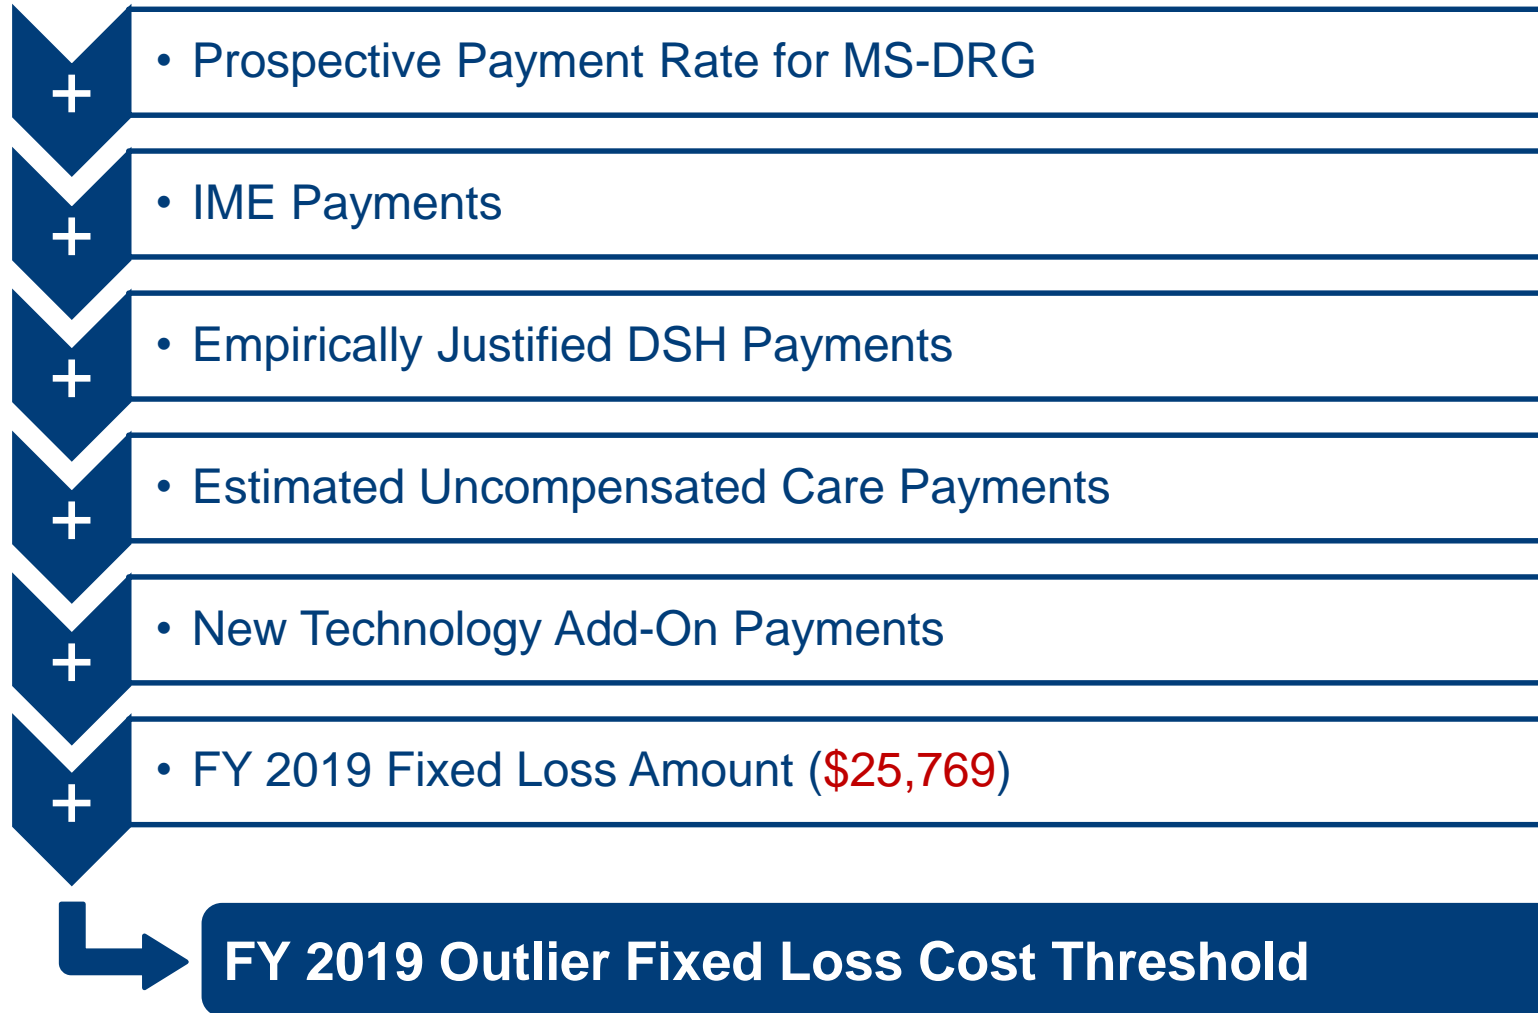 + • Prospective Payment Rate for MS-DRG
+ • IME Payments
+ • Empirically Justified DSH Payments
+ • Estimated Uncompensated Care Payments
+ • New Technology Add-On Payments
+ • FY 2019 Fixed Loss Amount ($25,769)
FY 2019 Outlier Fixed Loss Cost Threshold